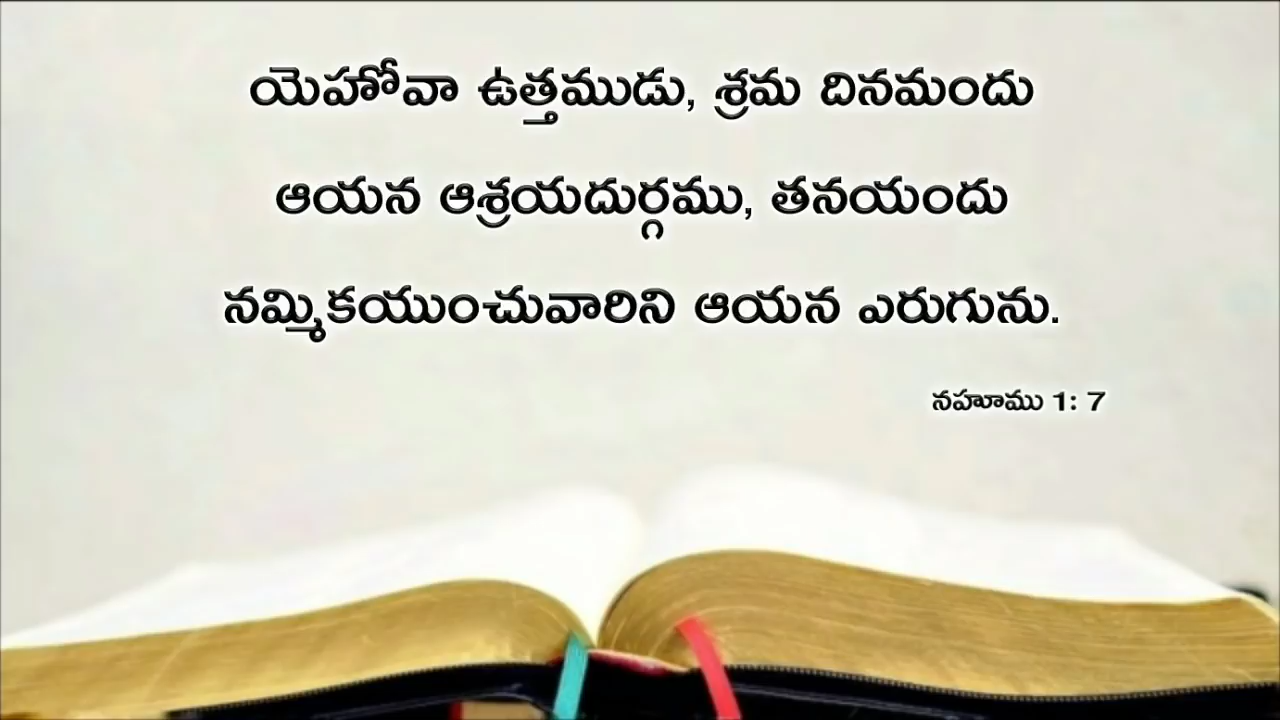 యెహోవా ఉత్తముడు, శ్రమ దినమందు
ఆయన ఆశ్రయదుర్గము, తనయందు
నమ్మికయుంచువారిని ఆయన ఎరుగును.
నహూము 1: 7